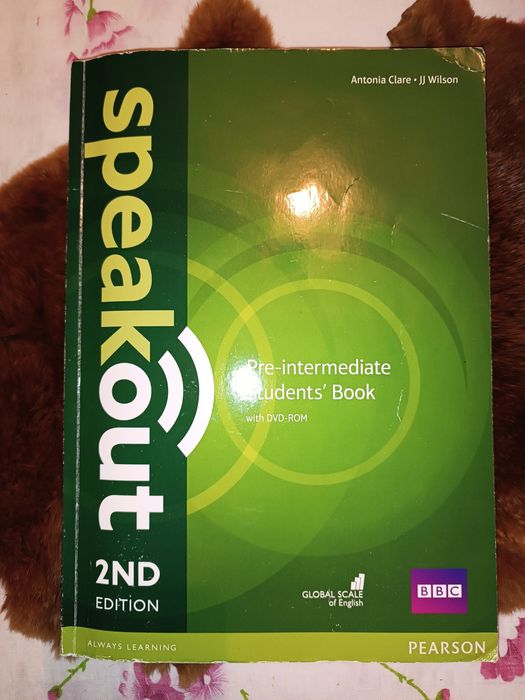 Antonia Clare • JJ Wilson
speakout
2ND
EDITION
Pre-intermediate
Students' Book
with DVD-ROM
GLOBAL SCALE
of English
BBC
ALWAYS LEARNING
PEARSON